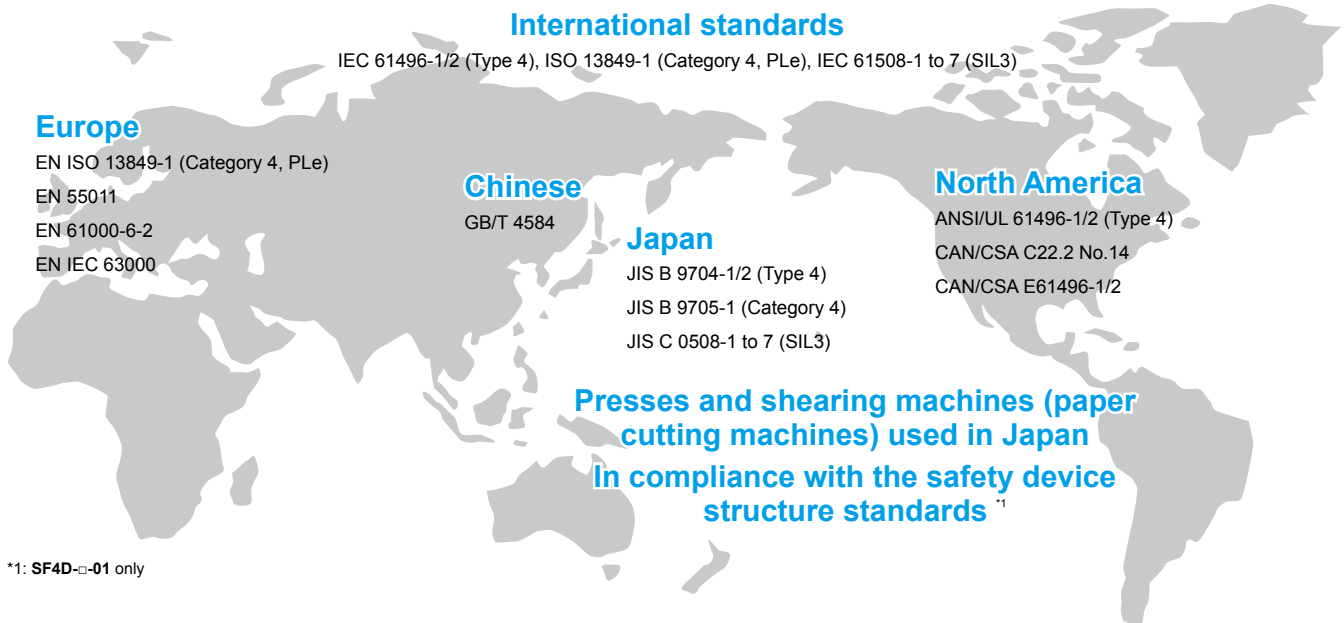 International standards
IEC 61496-1/2 (Type 4), ISO 13849-1 (Category 4, PLe), IEC 61508-1 to 7 (SIL3)
Europe
EN ISO 13849-1 (Category 4, PLe)
EN 55011
EN 61000-6-2
EN IEC 63000
Chinese
GB/T 4584
Japan
JIS B 9704-1/2 (Type 4)
JIS B 9705-1 (Category 4)
JIS C 0508-1 to 7 (SIL3)
North America
ANSI/UL 61496-1/2 (Type 4)
CAN/CSA C22.2 No.14
CAN/CSA E61496-1/2
Presses and shearing machines (paper
cutting machines) used in Japan
In compliance with the safety device
structure standards *1
*1: SF4D-□-01 only